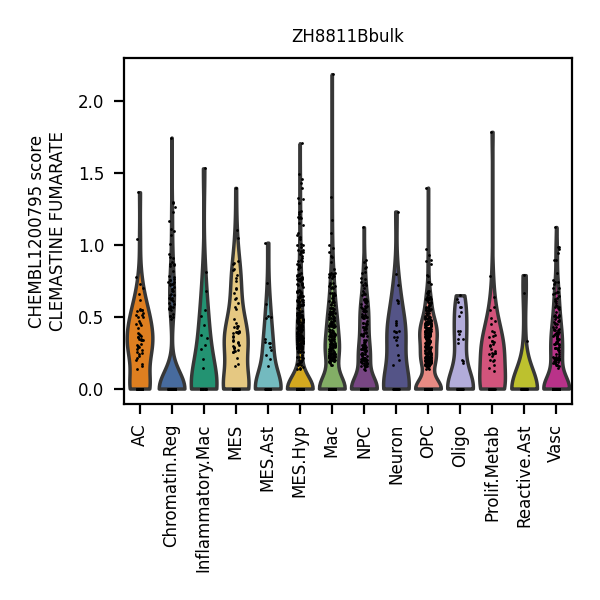 ZH8811Bbulk
CHEMBL1200795 score
CLEMASTINE FUMARATE
2.0
1.5
1.0
0.5
0.0
AC
Chromatin.Reg
Inflammatory.Mac
MES
MES.Ast
MES.Hyp
Mac
NPC
Neuron
OPC
Oligo
Prolif.Metab
Reactive.Ast
Vasc